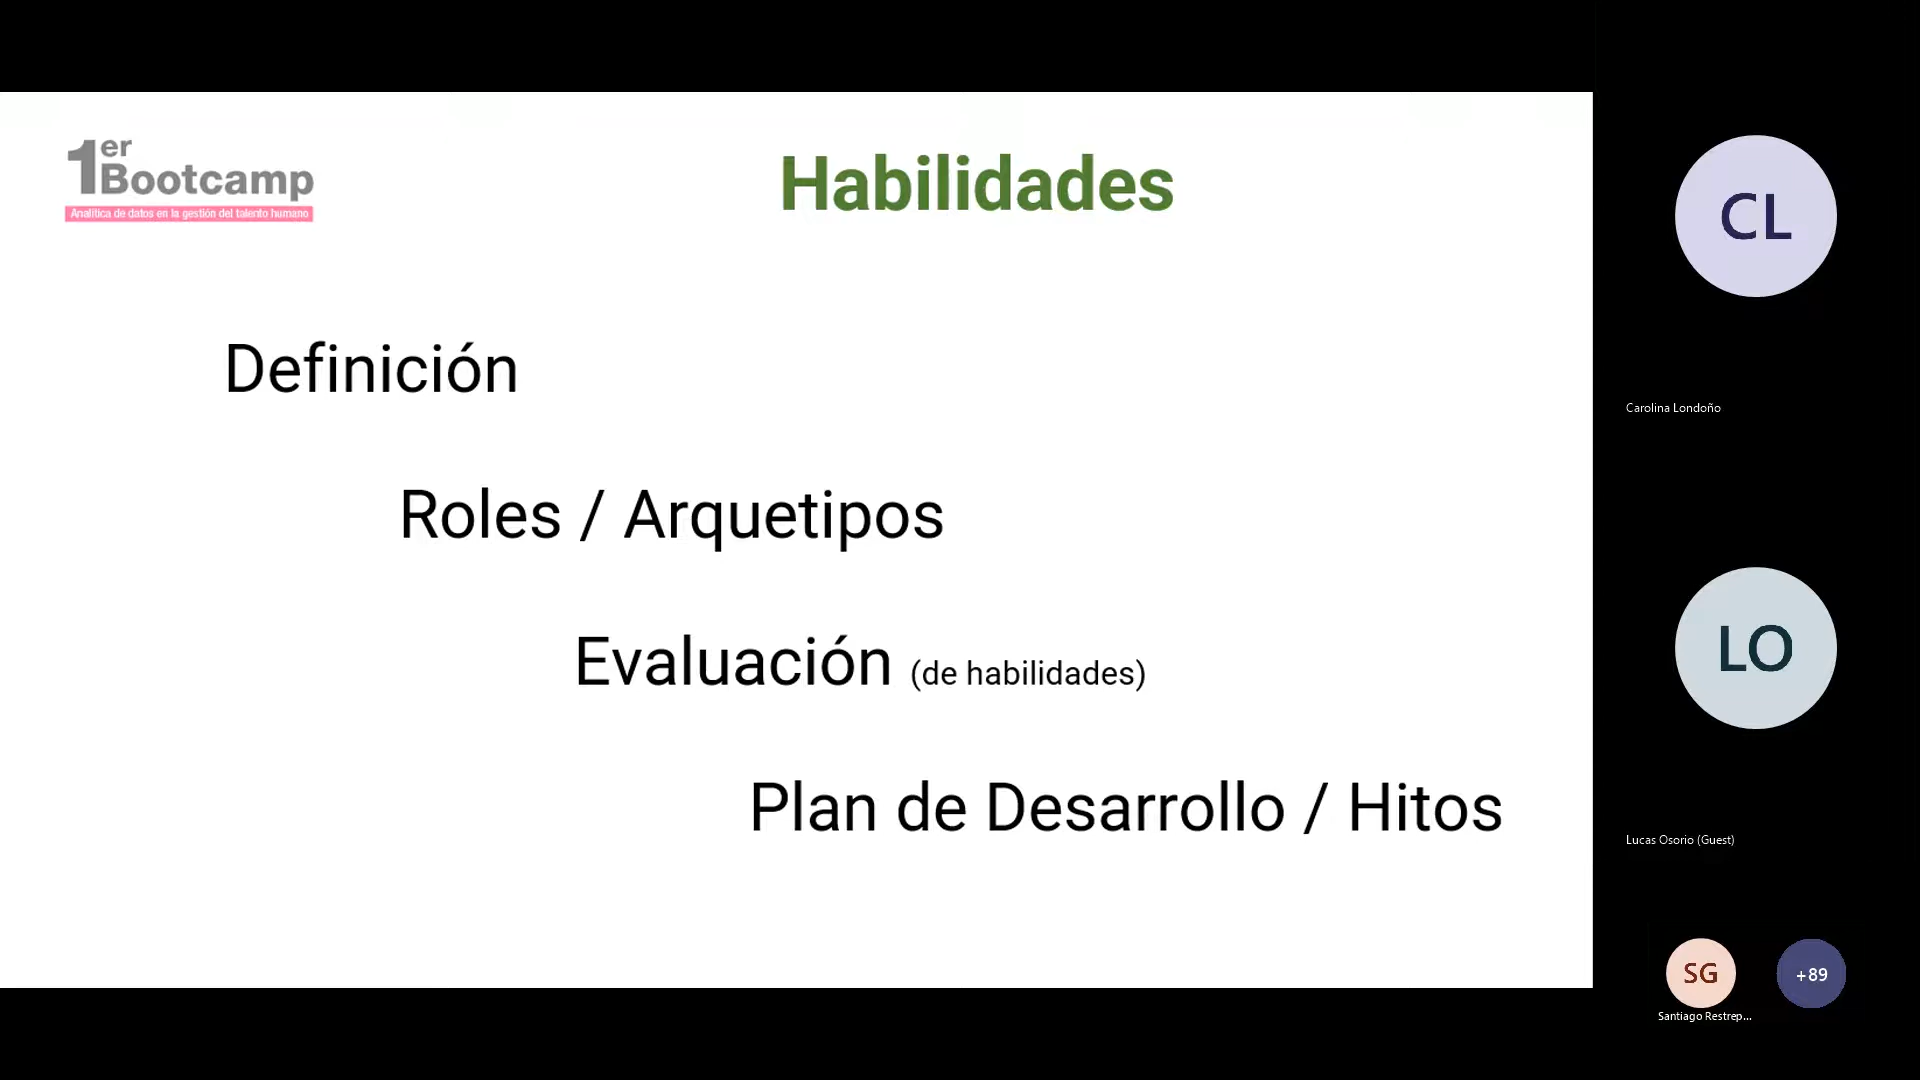 1er
Bootcamp
Analítica de datos en la gestión del talento humano
Habilidades
Definición
Roles / Arquetipos
Evaluación (de habilidades)
Plan de Desarrollo / Hitos
CL
Carolina Londoño
LO
Lucas Osorio (Guest)
SG
+89
Santiago Restrep...